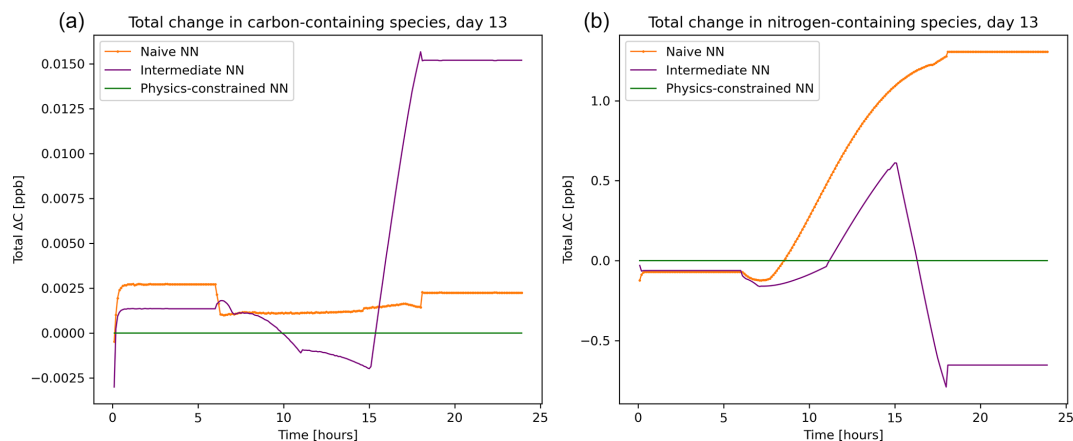 (a)
Total change in carbon-containing species, day 13
Naive NN
Intermediate NN
Physics-constrained NN
Total ΔC [ppb]
0.0150
0.0125
0.0100
0.0075
0.0050
0.0025
0.0000
−0.0025
0 5 10 15 20 25
Time [hours]
(b)
Total change in nitrogen-containing species, day 13
Naive NN
Intermediate NN
Physics-constrained NN
Total ΔC [ppb]
1.0
0.5
0.0
−0.5
0 5 10 15 20 25
Time [hours]